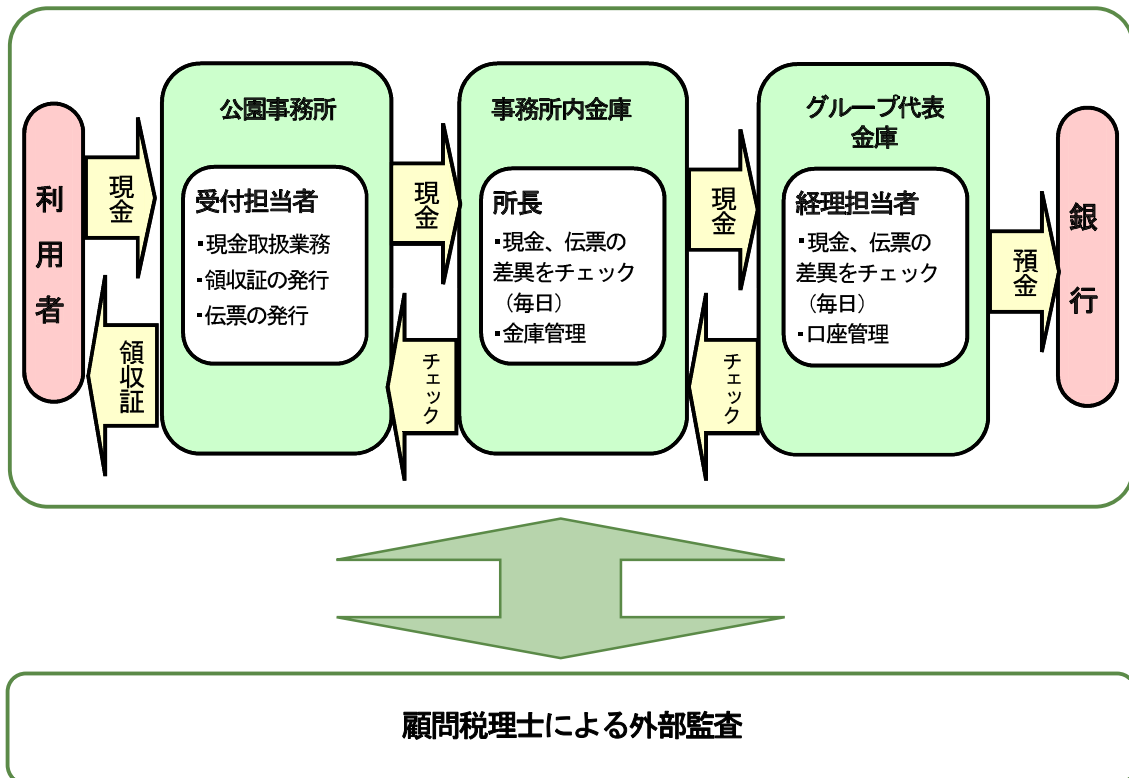 利用者
現金
領収証
公園事務所
受付担当者
・現金取扱業務
・領収証の発行
・伝票の発行
現金
チェック
事務所内金庫
所長
・現金、伝票の
差異をチェック
（毎日）
・金庫管理
現金
チェック
グループ代表
金庫
経理担当者
・現金、伝票の
差異をチェック
（毎日）
・口座管理
預金
銀行
顧問税理士による外部監査